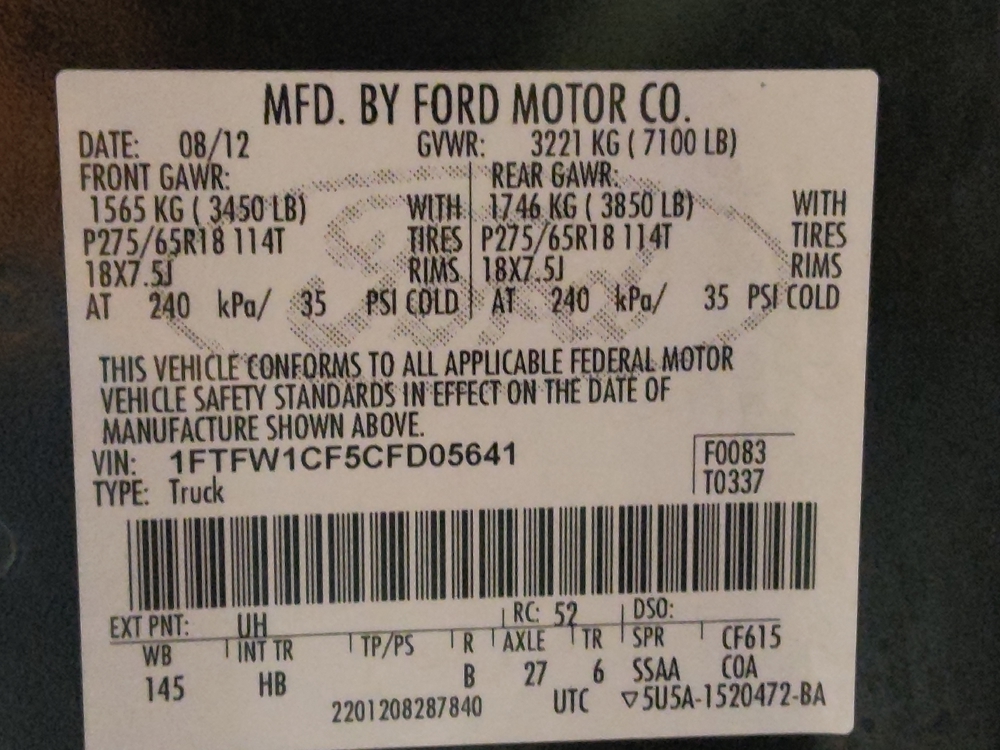 MFD. BY FORD MOTOR CO.
DATE: 08/12 GVWR: 3221 KG ( 7100 LB)
FRONT GAWR: REAR GAWR:
1565 KG ( 3450 LB) WITH 1746 KG ( 3850 LB) WITH
P275/65R18 114T TIRES P275/65R18 114T TIRES
18X7.5J RIMS 18X7.5J RIMS
AT 240 kPa/ 35 PSI COLD AT 240 kPa/ 35 PSI COLD
Ford
THIS VEHICLE CONFORMS TO ALL APPLICABLE FEDERAL MOTOR
VEHICLE SAFETY STANDARDS IN EFFECT ON THE DATE OF
MANUFACTURE SHOWN ABOVE.
VIN: 1FTFW1CF5CFD05641 F0083
TYPE: Truck T0337
EXT PNT: UH RC: 52 DSO:
WB INT TR TP/PS R AXLE TR SPR CF615
145 HB B 27 6 SSAA COA
2201208287840 UTC ▽5U5A-1520472-BA